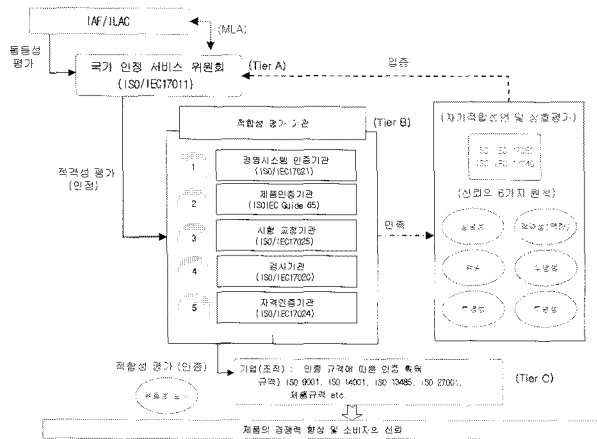 IAF/ILAC
(MLA)
동등성
평가
국가 인정 서비스 위원회
(ISO/IEC17011)
(Tier A)
입증
적합성 평가 기관
(Tier B)
(자기적합선언 및 상호평가)
적격성 평가
(인정)
1
경영시스템 인증기관
(ISO/IEC17021)
2
제품인증기관
(ISOIEC Guide 65)
3
시험 교정기관
(ISO/IEC17025)
4
검사기관
(ISO/IEC17020)
5
자격인증기관
(ISO/IEC17024)
만족
ISO IEC
ISO IEC 17040
(신뢰의 6가지 원칙)
적합성 평가 (인증)
기업(조직) : 인증 규격에 따른 인증 획득
규격) ISO 9001, ISO 14001, ISO 13485, ISO 27001,
제품규격 etc.
(Tier C)
제품의 경쟁력 향상 및 소비자의 신뢰